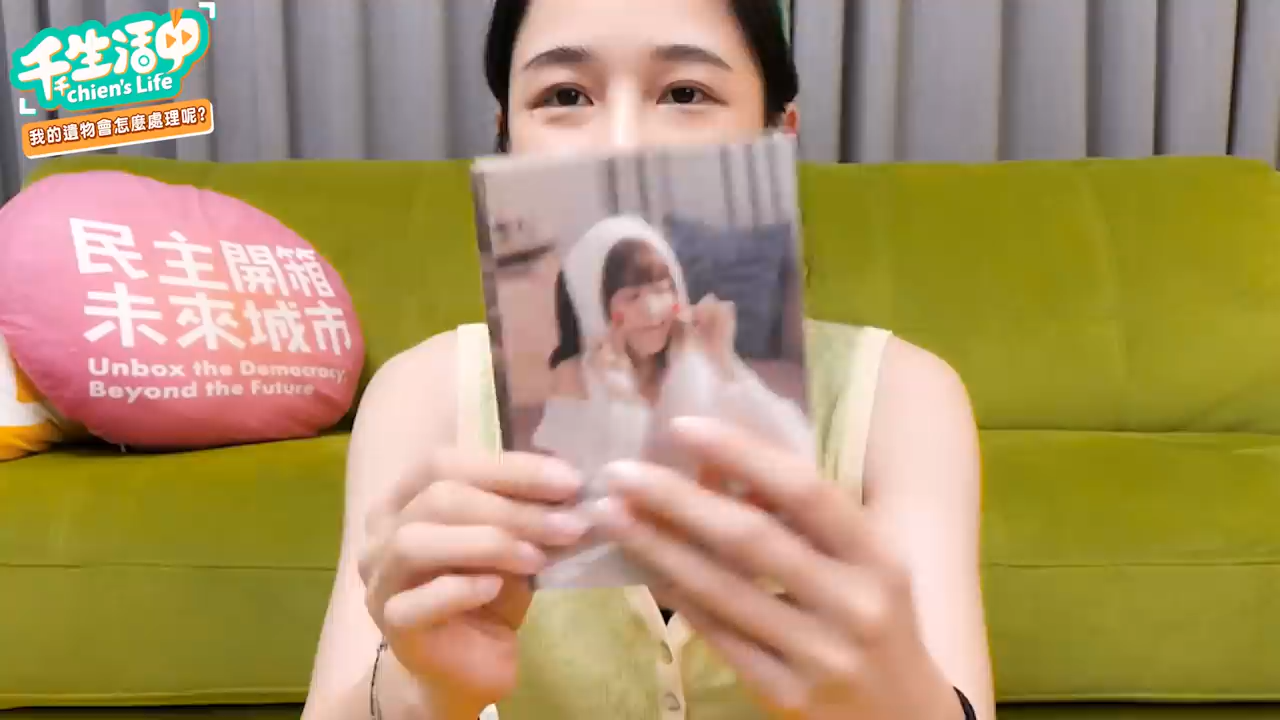 千千生活中
chien's Life
我的遺物會怎麼處理呢?
民主開箱
未來城市
Unbox the Democracy,
Beyond the Future